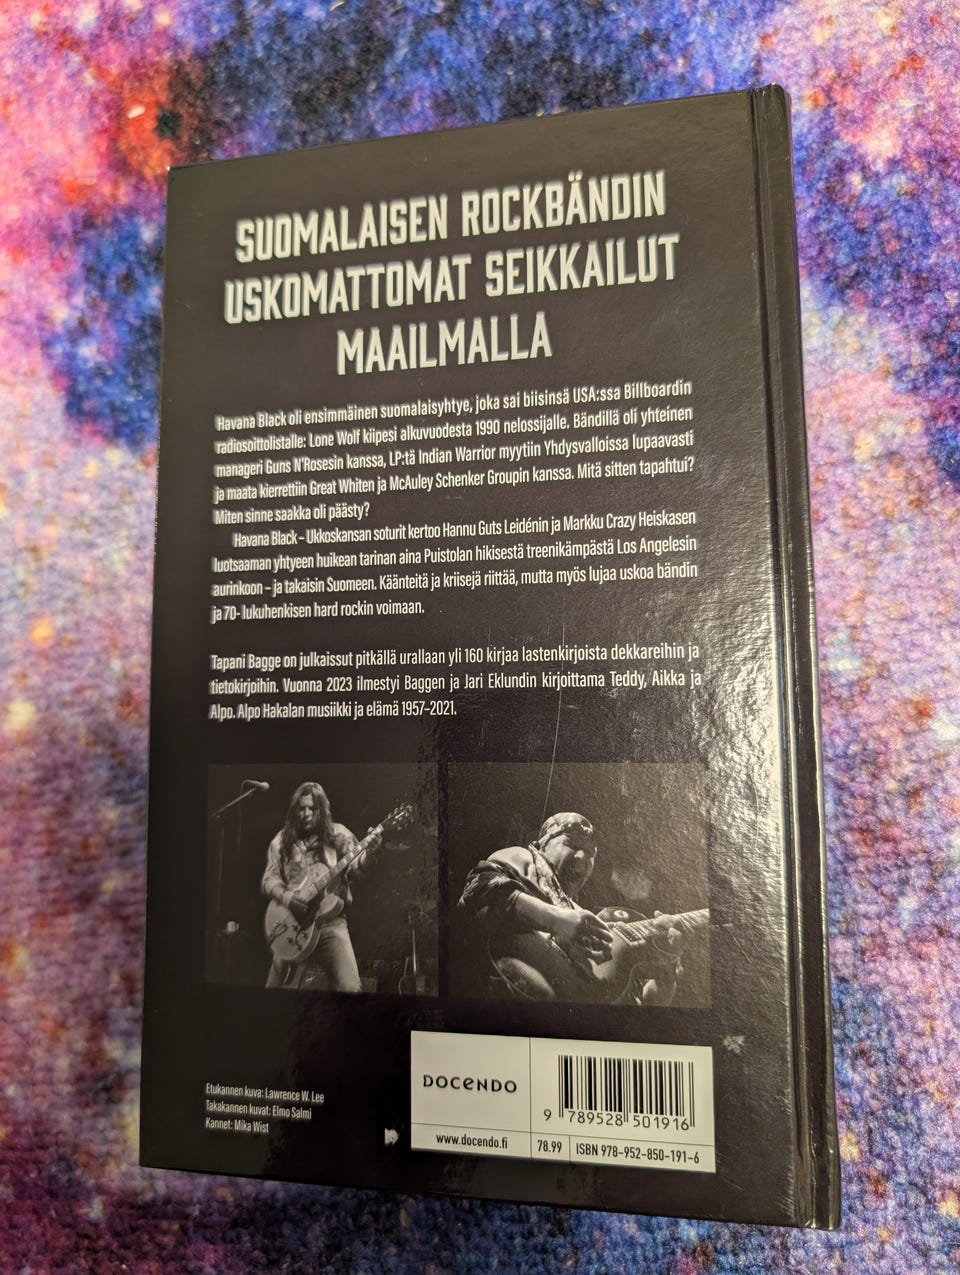 SUOMALAISEN ROCKBÄNDIN
USKOMATTOMAT SEIKKAILUT
MAAILMALLA
Havana Black oli ensimmäinen suomalaisyhtye, joka sai biisinsä USA:ssa Billboardin
radiosoittolistalle: Lone Wolf kiipesi alkuvuodesta 1990 nelossijalle. Bändillä oli yhteinen
manageri Guns N'Rosesin kanssa, LP:tä Indian Warrior myytiin Yhdysvalloissa lupaavasti
ja maata kierrettiin Great Whiten ja McAuley Schenker Groupin kanssa. Mitä sitten tapahtui?
Miten sinne saakka oli päästy?
Havana Black – Ukkoskansan soturit kertoo Hannu Guts Leidénin ja Markku Crazy Heiskasen
luotsaaman yhtyeen huikean tarinan aina Puistolan hikisestä treenikämpästä Los Angelesin
aurinkoon – ja takaisin Suomeen. Käänteitä ja kriisejä riittää, mutta myös lujaa uskoa bändin
ja 70- lukuhenkisen hard rockin voimaan.
Tapani Bagge on julkaissut pitkällä urallaan yli 160 kirjaa lastenkirjoista dekkareihin ja
tietokirjoihin. Vuonna 2023 ilmestyi Baggen ja Jari Eklundin kirjoittama Teddy, Aikka ja
Alpo. Alpo Hakalan musiikki ja elämä 1957–2021.
Etukannen kuva: Lawrence W. Lee
Takakannen kuvat: Elmo Salmi
Kannet: Mika Wist
DOCENDO
www.docendo.fi
9 789528 501916
78.99
ISBN 978-952-850-191-6